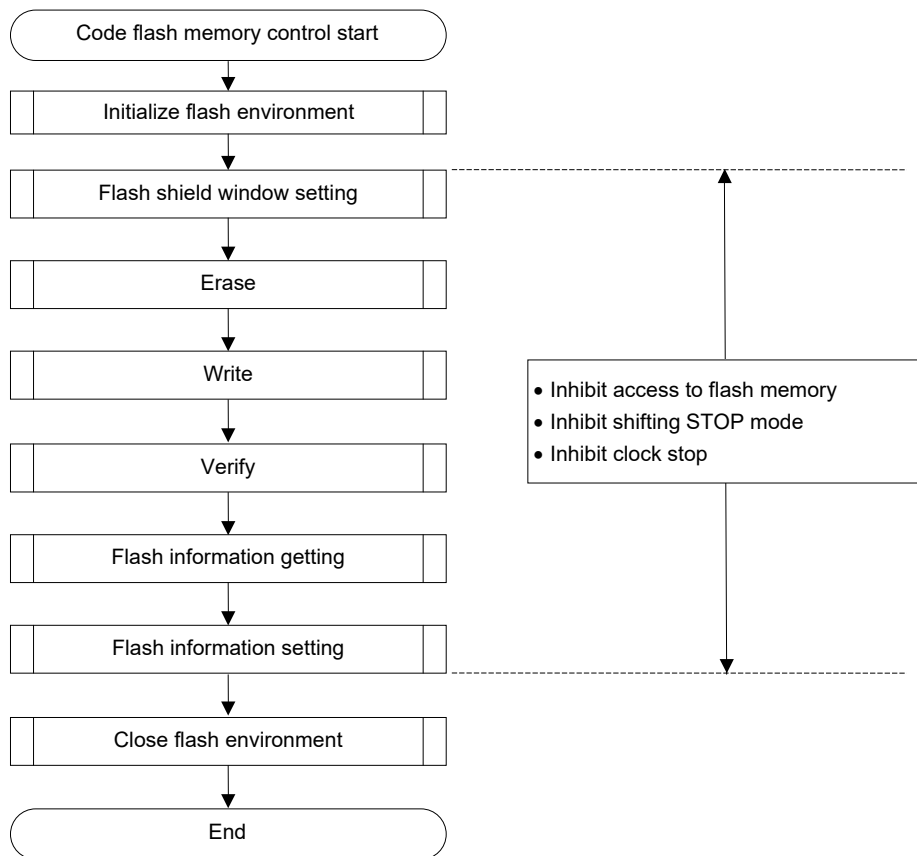 Code flash memory control start
Initialize flash environment
Flash shield window setting
Erase
Write
Verify
Flash information getting
Flash information setting
Close flash environment
End
• Inhibit access to flash memory
• Inhibit shifting STOP mode
• Inhibit clock stop